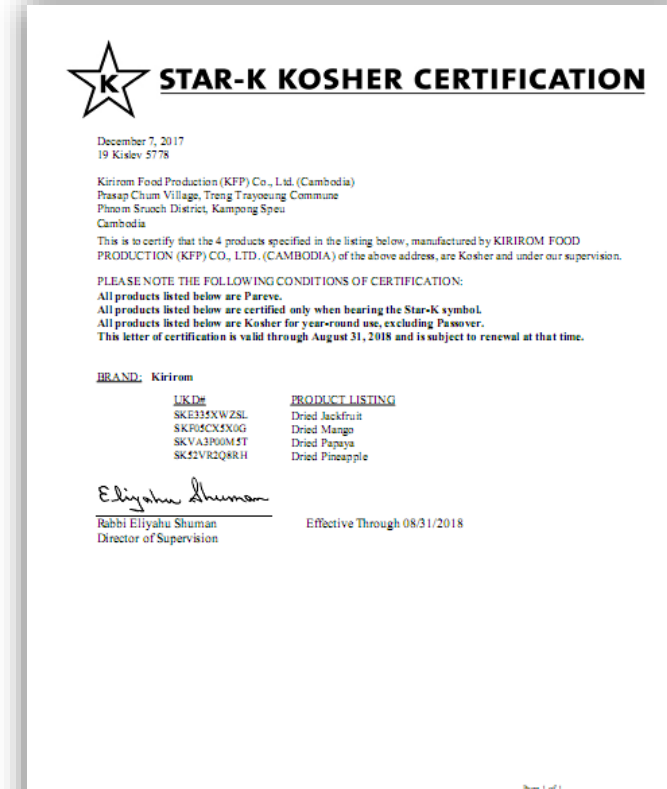 K STAR-K KOSHER CERTIFICATION
December 7, 2017
19 Kislev 5778
Kirirom Food Production (KFP) Co., Ltd. (Cambodia)
Prasap Chum Village, Treng Trayoeung Commune
Phnom Sruoch District, Kampong Speu
Cambodia
This is to certify that the 4 products specified in the listing below, manufactured by KIRIROM FOOD
PRODUCTION (KFP) CO., LTD. (CAMBODIA) of the above address, are Kosher and under our supervision.
PLEASE NOTE THE FOLLOWING CONDITIONS OF CERTIFICATION:
All products listed below are Pareve.
All products listed below are certified only when bearing the Star-K symbol.
All products listed below are Kosher for year-round use, excluding Passover.
This letter of certification is valid through August 31, 2018 and is subject to renewal at that time.
BRAND: Kirirom
UKD# PRODUCT LISTING
SKE335XWZSL Dried Jackfruit
SKF05CX5X0G Dried Mango
SKVA3P00M5T Dried Papaya
SK52VR2Q8RH Dried Pineapple
Eliyahu Shuman
Rabbi Eliyahu Shuman Effective Through 08/31/2018
Director of Supervision